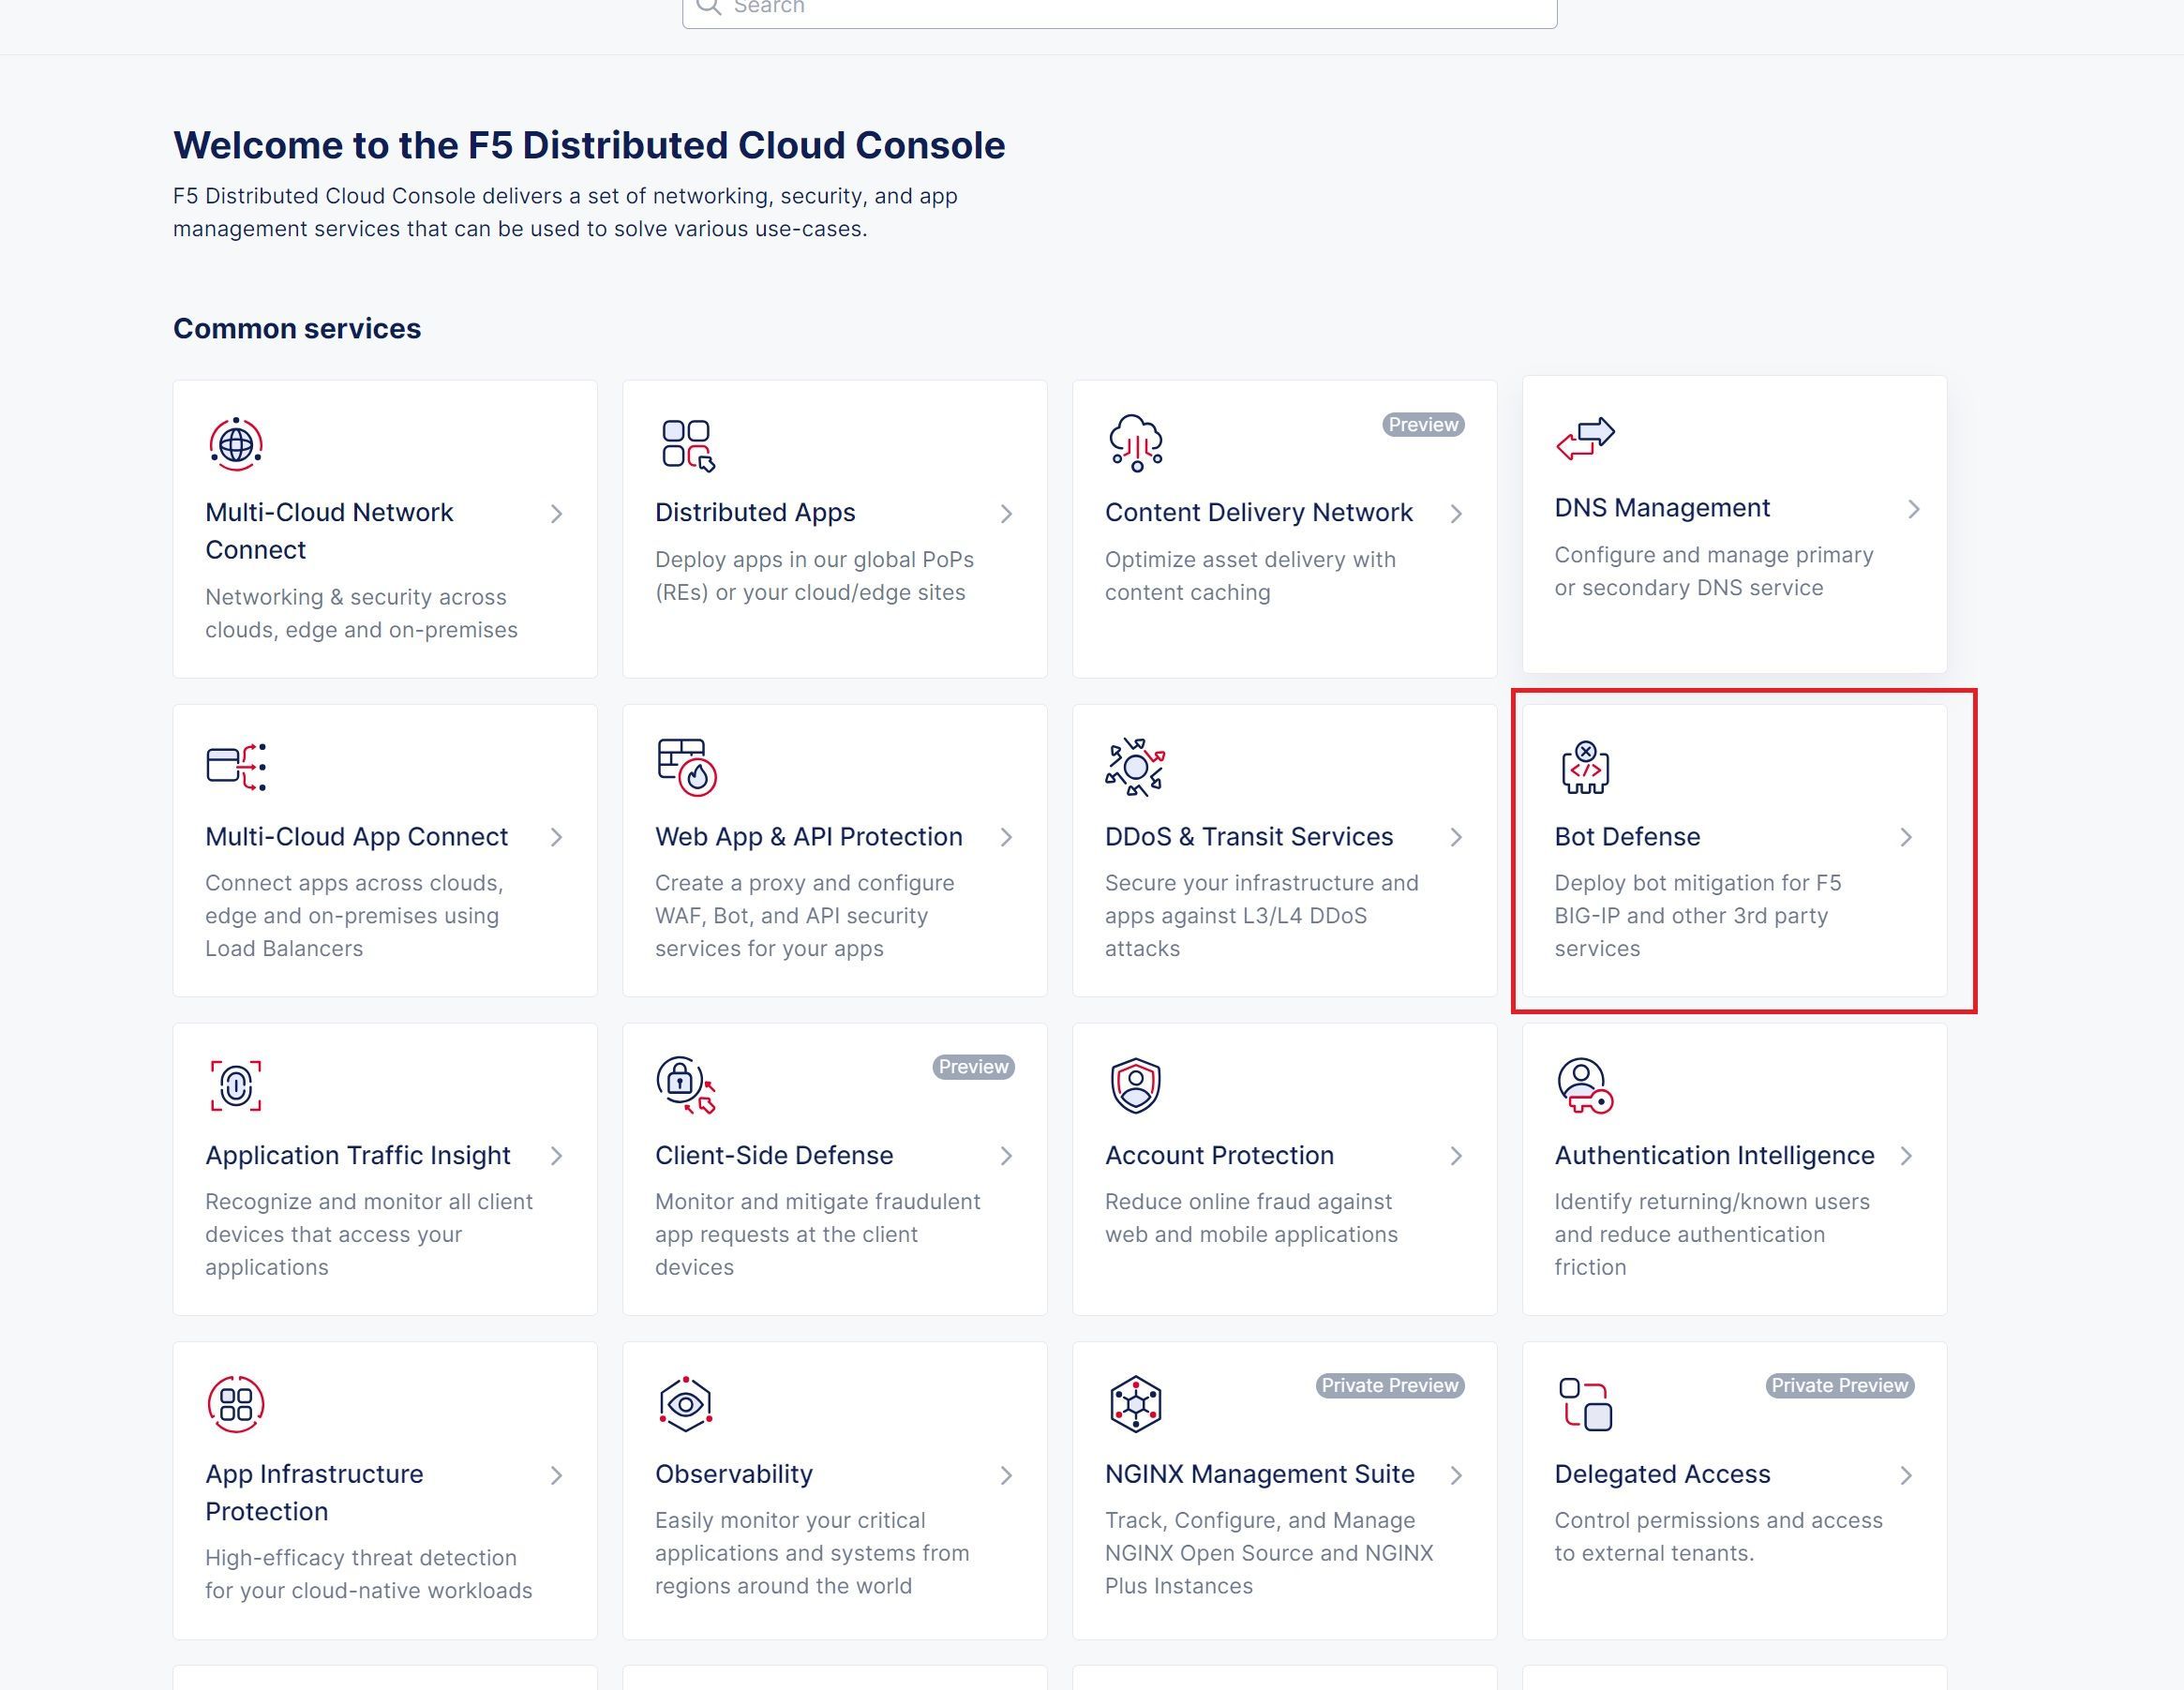 Search
Welcome to the F5 Distributed Cloud Console
F5 Distributed Cloud Console delivers a set of networking, security, and app
management services that can be used to solve various use-cases.
Common services
Multi-Cloud Network
Connect
Networking & security across
clouds, edge and on-premises
Distributed Apps
Deploy apps in our global PoPs
(REs) or your cloud/edge sites
Preview
Content Delivery Network
Optimize asset delivery with
content caching
DNS Management
Configure and manage primary
or secondary DNS service
Multi-Cloud App Connect
Connect apps across clouds,
edge and on-premises using
Load Balancers
Web App & API Protection
Create a proxy and configure
WAF, Bot, and API security
services for your apps
DDoS & Transit Services
Secure your infrastructure and
apps against L3/L4 DDoS
attacks
Bot Defense
Deploy bot mitigation for F5
BIG-IP and other 3rd party
services
Application Traffic Insight
Recognize and monitor all client
devices that access your
applications
Preview
Client-Side Defense
Monitor and mitigate fraudulent
app requests at the client
devices
Account Protection
Reduce online fraud against
web and mobile applications
Authentication Intelligence
Identify returning/known users
and reduce authentication
friction
App Infrastructure
Protection
High-efficacy threat detection
for your cloud-native workloads
Observability
Easily monitor your critical
applications and systems from
regions around the world
Private Preview
NGINX Management Suite
Track, Configure, and Manage
NGINX Open Source and NGINX
Plus Instances
Private Preview
Delegated Access
Control permissions and access
to external tenants.